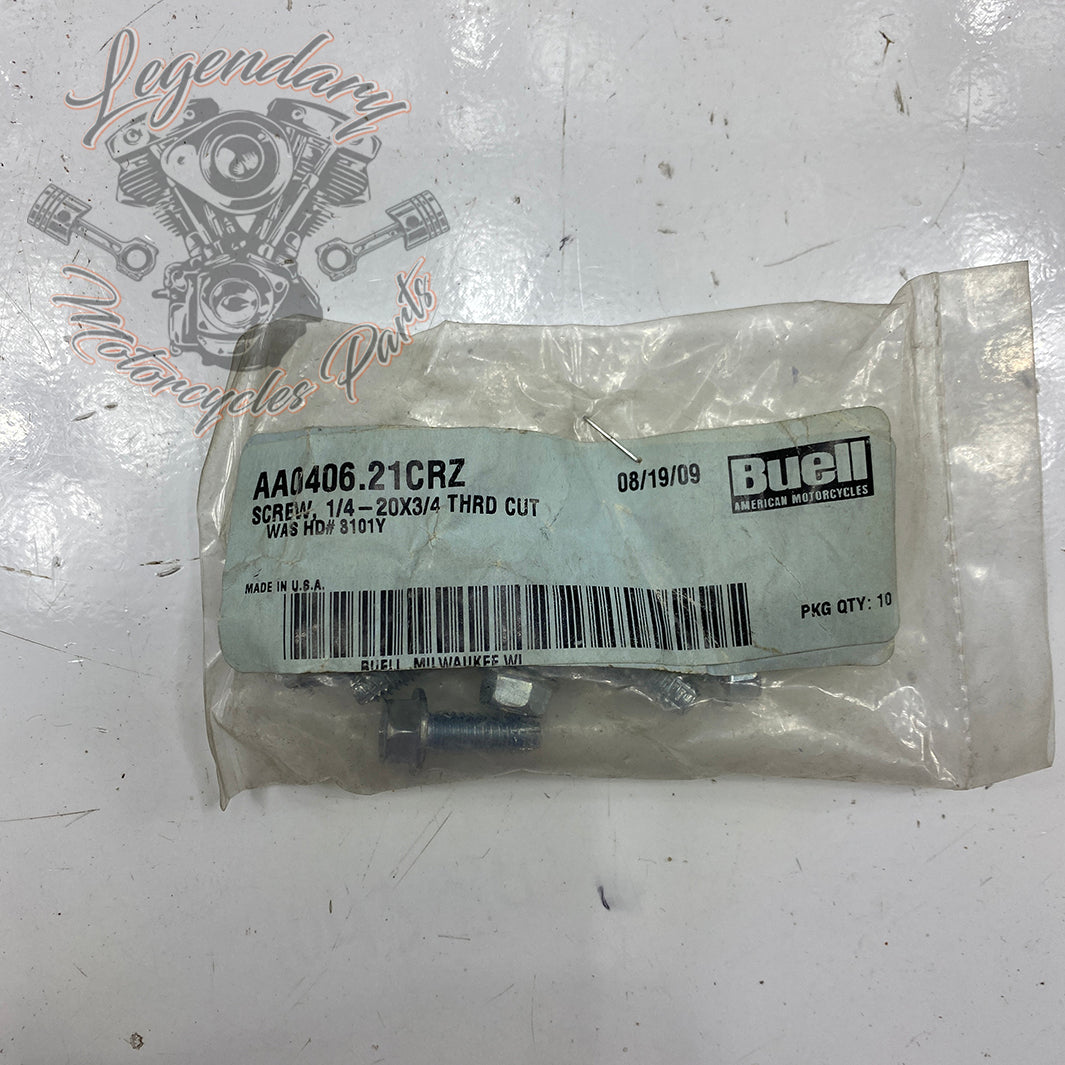 Legendary
Motorcycles Parts
AA0406.21CRZ
08/19/09
Buell
AMERICAN MOTORCYCLES
SCREW, 1/4-20X3/4 THRD CUT
WAS HD# 8101Y
MADE IN U.S.A.
PKG QTY: 10
BUELL, MILWAUKEE WI